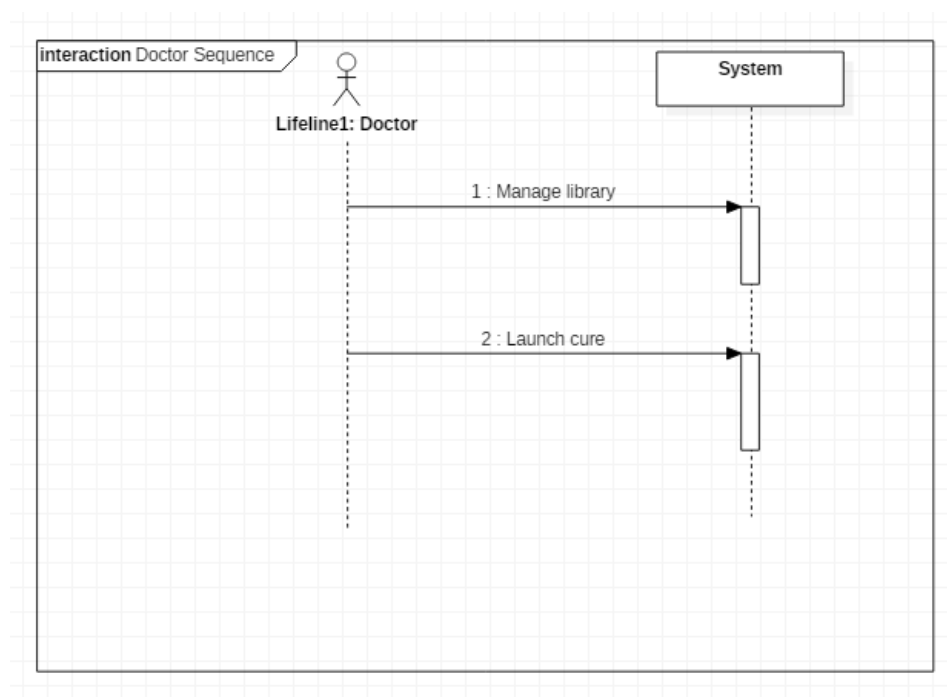 interaction Doctor Sequence
System
Lifeline1: Doctor
1 : Manage library
2 : Launch cure